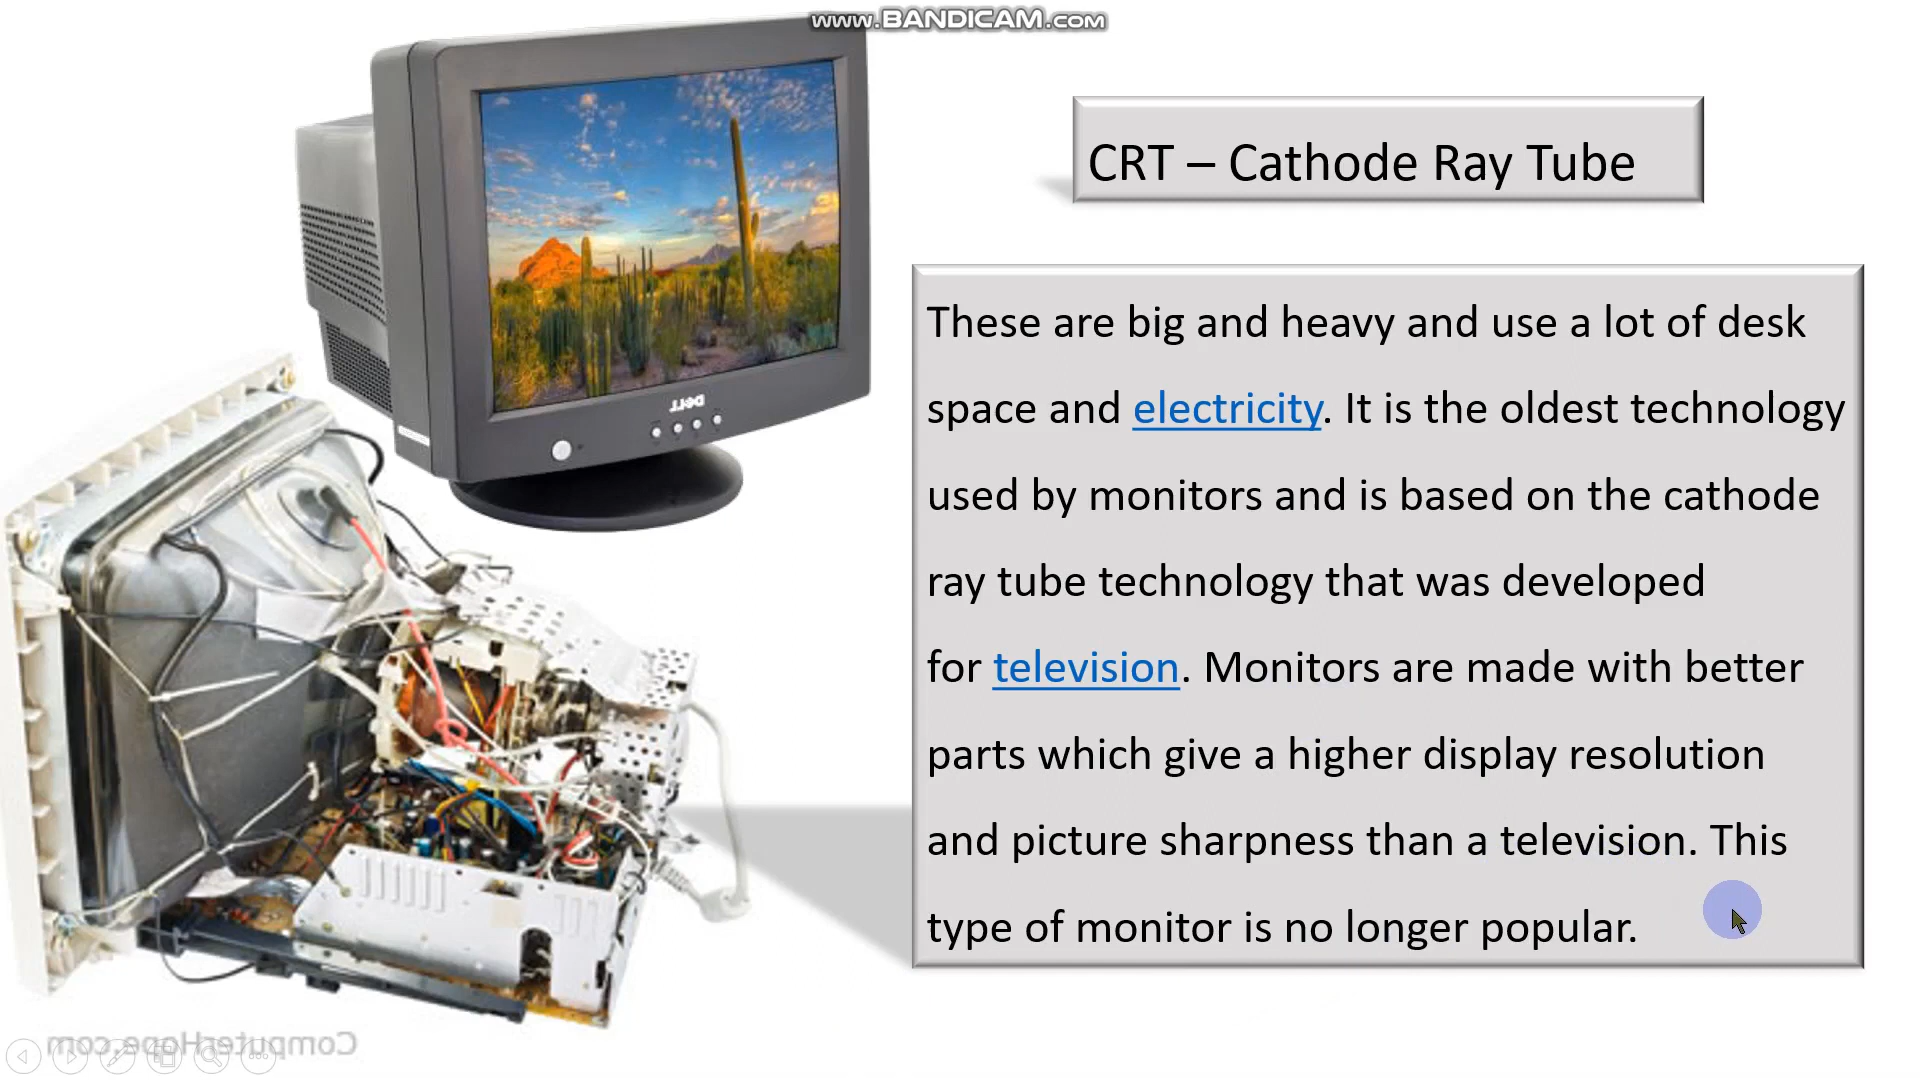 www.BANDICAM.com
CRT – Cathode Ray Tube
These are big and heavy and use a lot of desk
space and electricity. It is the oldest technology
used by monitors and is based on the cathode
ray tube technology that was developed
for television. Monitors are made with better
parts which give a higher display resolution
and picture sharpness than a television. This
type of monitor is no longer popular.
DELL
ComputerHope.com